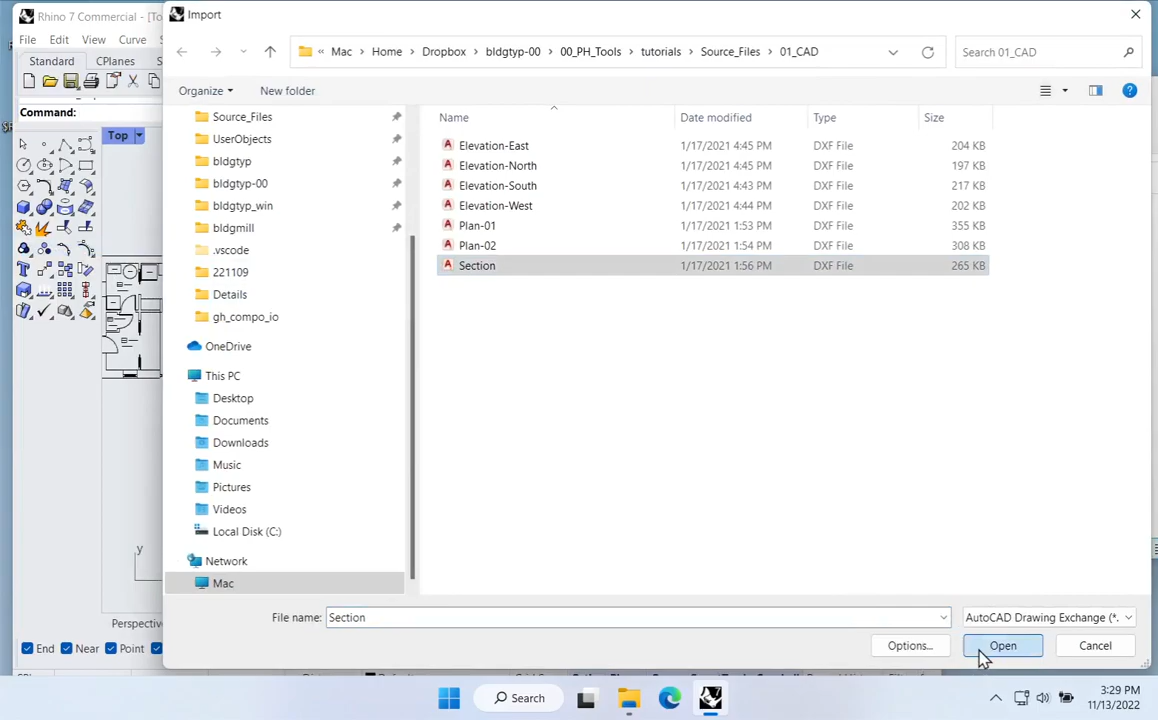 Rhino 7 Commercial - [To
Import
File Edit View Curve
« Mac > Home > Dropbox > bldgtyp-00 > 00_PH_Tools > tutorials > Source_Files > 01_CAD
Search 01_CAD
Standard CPlanes
Organize New folder
Command:
Name Date modified Type Size
Top
Source_Files
UserObjects
bldgtyp
bldgtyp-00
bldgtyp_win
bldgmill
.vscode
221109
Details
gh_compo_io
OneDrive
This PC
Desktop
Documents
Downloads
Music
Pictures
Videos
Local Disk (C:)
Network
Mac
Elevation-East 1/17/2021 4:45 PM DXF File 204 KB
Elevation-North 1/17/2021 4:45 PM DXF File 197 KB
Elevation-South 1/17/2021 4:43 PM DXF File 217 KB
Elevation-West 1/17/2021 4:44 PM DXF File 202 KB
Plan-01 1/17/2021 1:53 PM DXF File 355 KB
Plan-02 1/17/2021 1:54 PM DXF File 308 KB
Section 1/17/2021 1:56 PM DXF File 265 KB
y
File name: Section
AutoCAD Drawing Exchange (*.
Perspectiv
Options... Open Cancel
End Near Point
Search
3:29 PM
11/13/2022